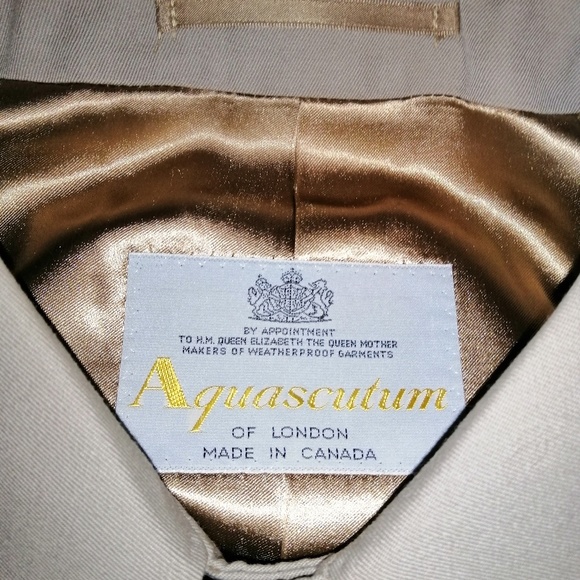 BY APPOINTMENT
TO H.M. QUEEN ELIZABETH THE QUEEN MOTHER
MAKERS OF WEATHERPROOF GARMENTS
Aquascutum
OF LONDON
MADE IN CANADA